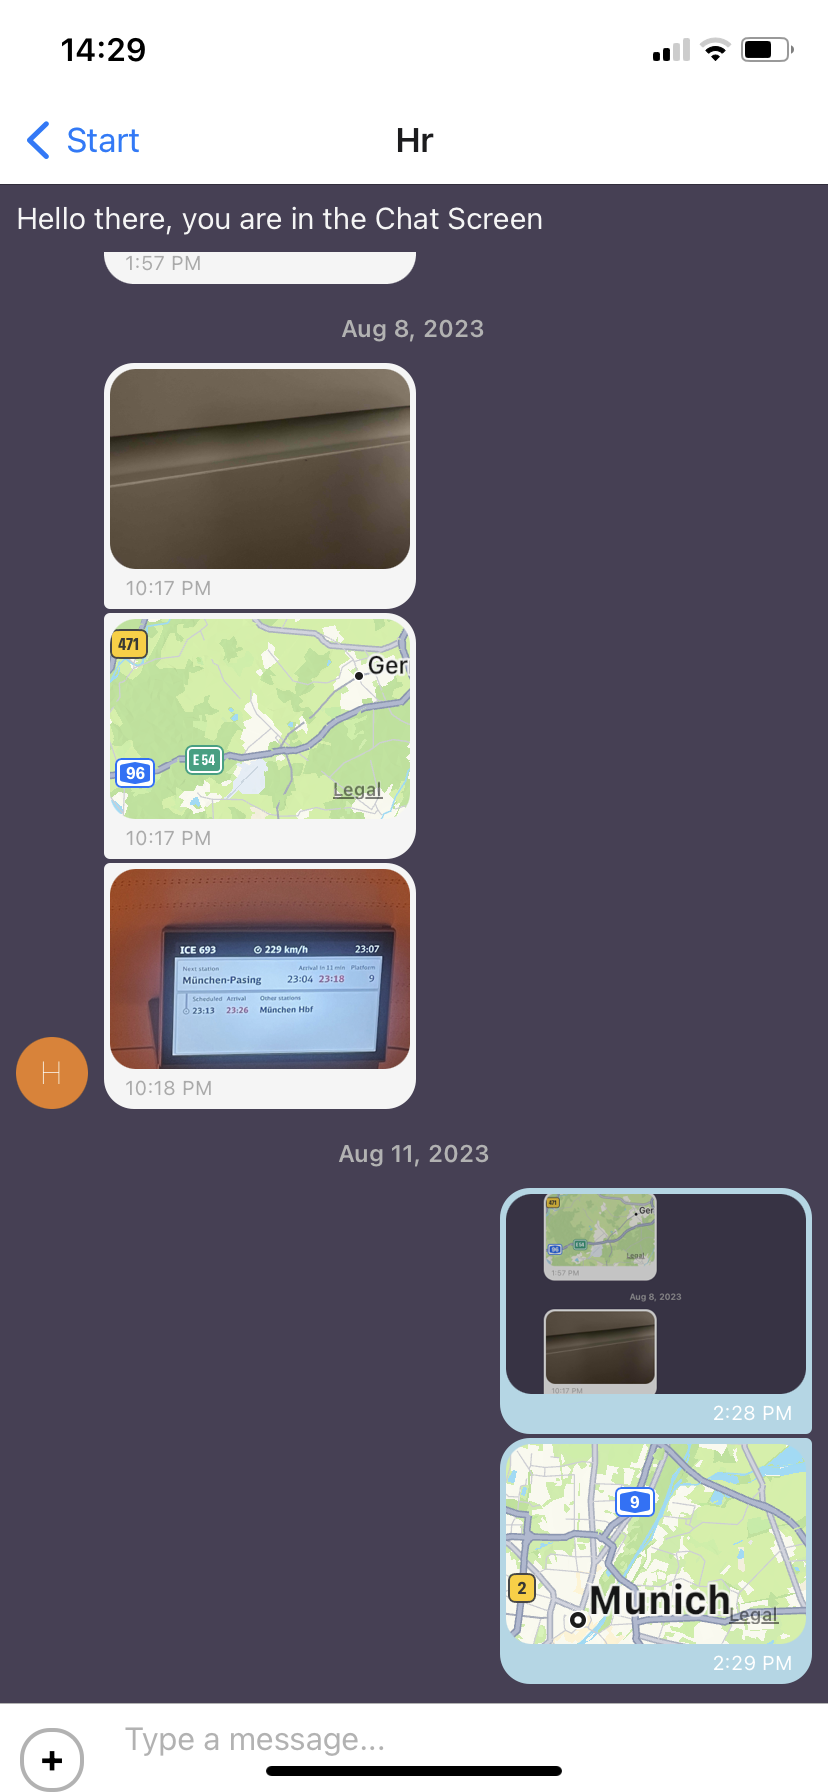 14:29
Start
Hr
Hello there, you are in the Chat Screen
1:57 PM
Aug 8, 2023
10:17 PM
471
Ger
E 54
96
Legal
10:17 PM
ICE 693 229 km/h 23:07
Next station Arrival in 11 min Platform
München-Pasing 23:04 23:18 9
Scheduled Arrival Other stations
23:13 23:26 München Hbf
H
10:18 PM
Aug 11, 2023
471
Ger
96 E54
Legal
1:57 PM
Aug 8, 2023
10:17 PM
2:28 PM
9
2
Munich
Legal
2:29 PM
+ Type a message...